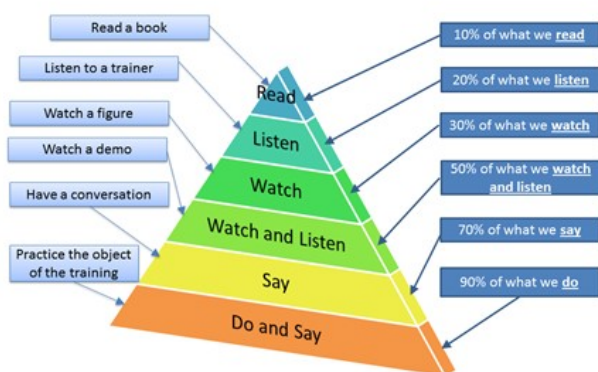 Read a book
Listen to a trainer
Watch a figure
Watch a demo
Have a conversation
Practice the object
of the training
Read
Listen
Watch
Watch and Listen
Say
Do and Say
10% of what we read
20% of what we listen
30% of what we watch
50% of what we watch
and listen
70% of what we say
90% of what we do